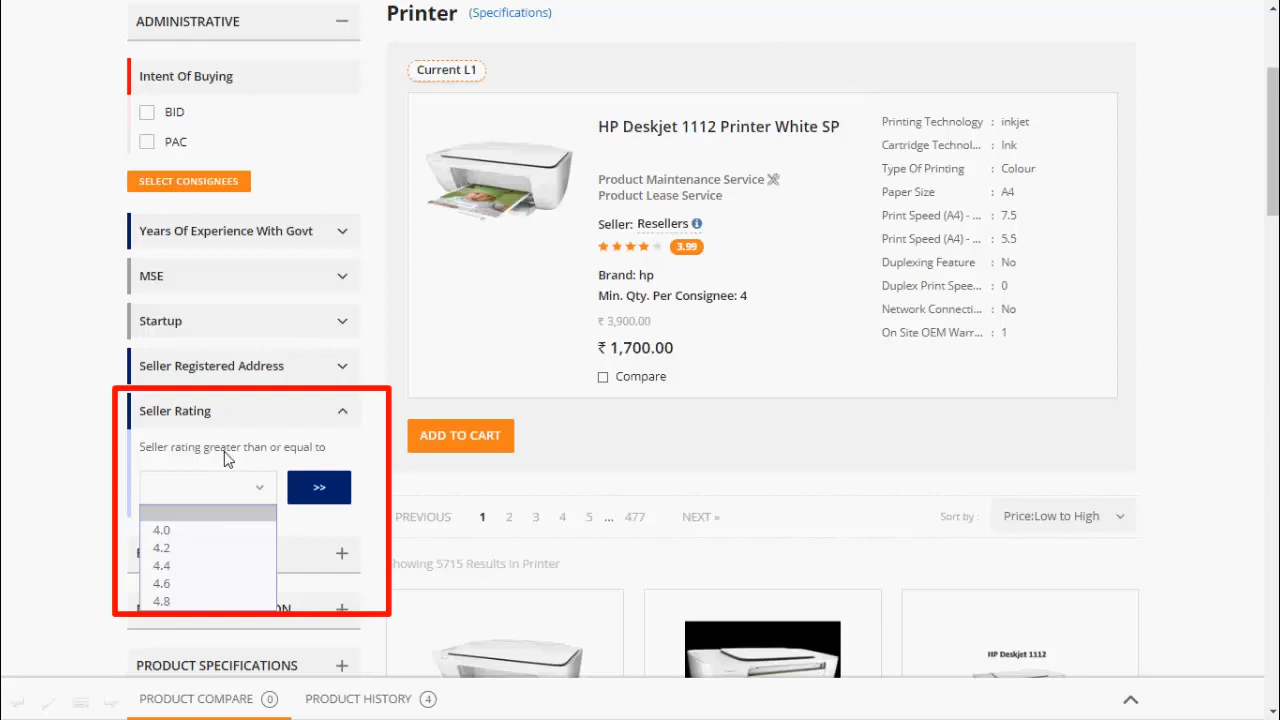 ADMINISTRATIVE
Intent Of Buying
BID
PAC
SELECT CONSIGNEES
Years Of Experience With Govt
MSE
Startup
Seller Registered Address
Seller Rating
Seller rating greater than or equal to
>>
4.0
4.2
4.4
4.6
4.8
PRODUCT SPECIFICATIONS
Printer (Specifications)
Current L1
HP Deskjet 1112 Printer White SP
Product Maintenance Service
Product Lease Service
Seller: Resellers
3.99
Brand: hp
Min. Qty. Per Consignee: 4
₹ 3,900.00
₹ 1,700.00
Compare
Printing Technology : inkjet
Cartridge Technol... : Ink
Type Of Printing : Colour
Paper Size : A4
Print Speed (A4) - ... : 7.5
Print Speed (A4) - ... : 5.5
Duplexing Feature : No
Duplex Print Spee... : 0
Network Connecti... : No
On Site OEM Warr... : 1
ADD TO CART
PREVIOUS 1 2 3 4 5 ... 477 NEXT »
Sort by : Price:Low to High
howing 5715 Results In Printer
HP Deskjet 1112
PRODUCT COMPARE 0 PRODUCT HISTORY 4